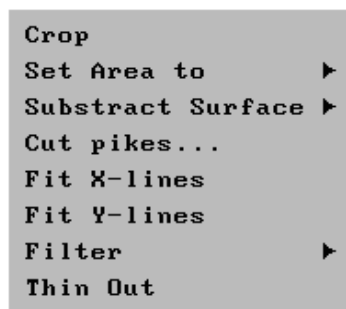 Crop
Set Area to
Substract Surface
Cut pikes...
Fit X-lines
Fit Y-lines
Filter
Thin Out